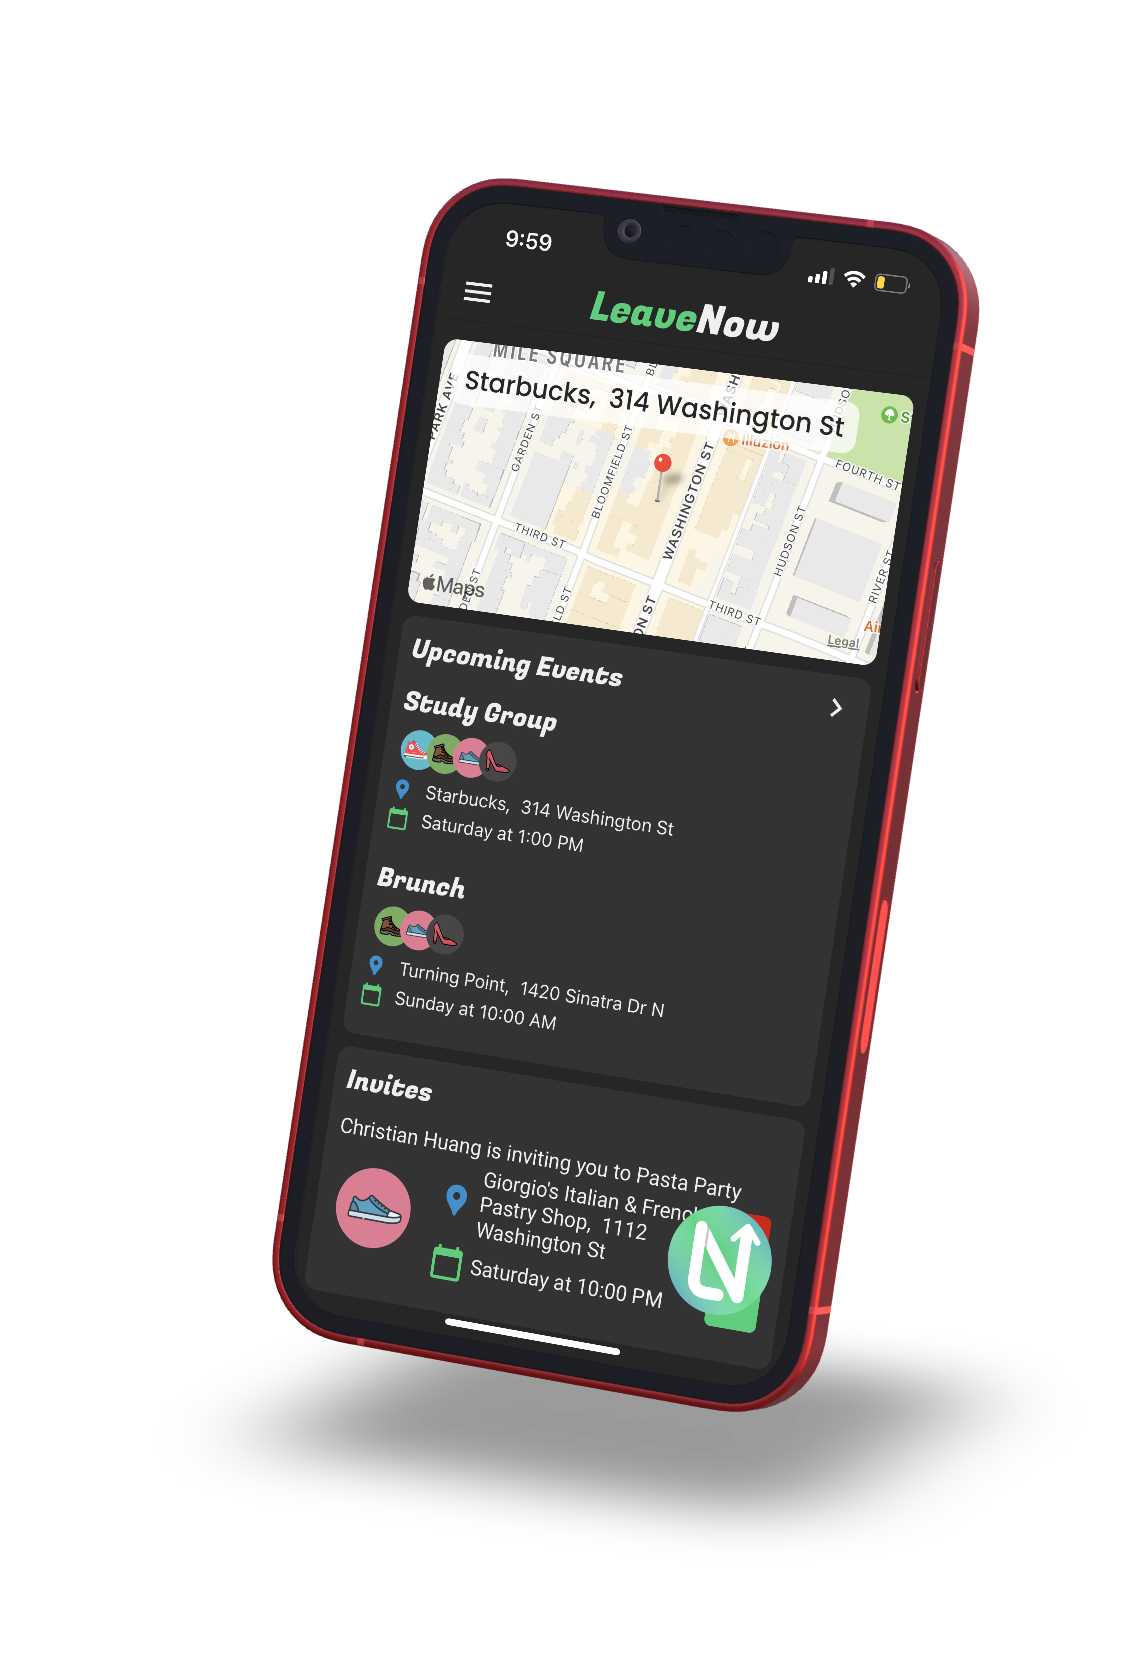 9:59
LeaveNow
MILE SQUARE
Starbucks, 314 Washington St
PARK AVE
GARDEN ST
BLOOMFIELD ST
WASHINGTON ST
Illuzion
FOURTH ST
HUDSON ST
RIVER ST
THIRD ST
THIRD ST
Maps
Legal
Upcoming Events
Study Group
Starbucks, 314 Washington St
Saturday at 1:00 PM
Brunch
Turning Point, 1420 Sinatra Dr N
Sunday at 10:00 AM
Invites
Christian Huang is inviting you to Pasta Party
Giorgio's Italian & French
Pastry Shop, 1112
Washington St
Saturday at 10:00 PM